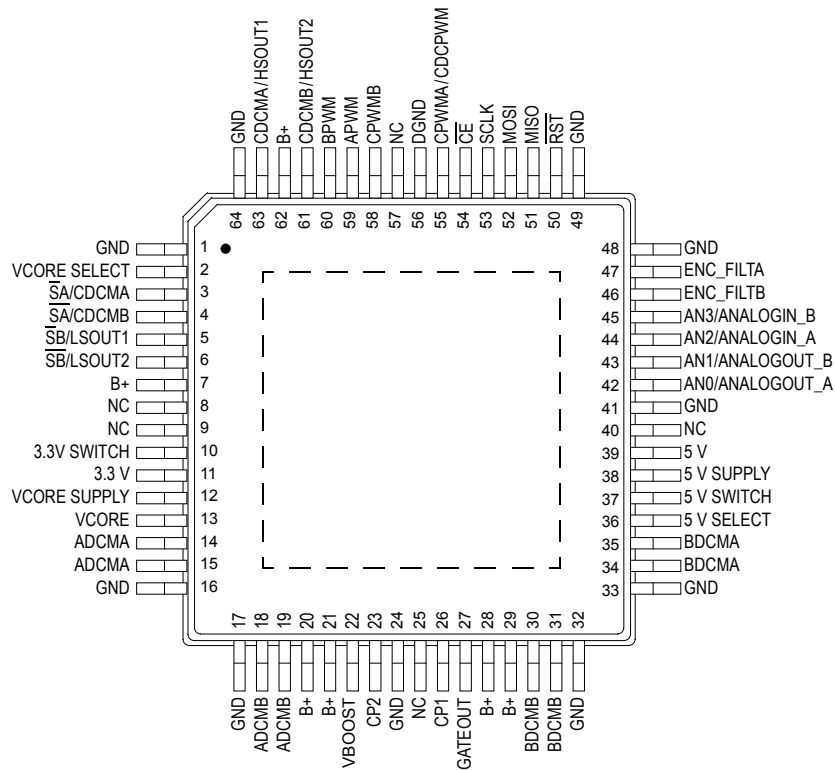 GND
CDCMA/HSOUT1
B+
CDCMB/HSOUT2
BPWM
APWM
CPWMB
NC
DGND
CPWMA/CDCPWM
CE
SCLK
MOSI
MISO
RST
GND
64 63 62 61 60 59 58 57 56 55 54 53 52 51 50 49
GND 1
VCORE SELECT 2
SA/CDCMA 3
SA/CDCMB 4
SB/LSOUT1 5
SB/LSOUT2 6
B+ 7
NC 8
NC 9
3.3V SWITCH 10
3.3 V 11
VCORE SUPPLY 12
VCORE 13
ADCMA 14
ADCMA 15
GND 16
48 GND
47 ENC_FILTA
46 ENC_FILTB
45 AN3/ANALOGIN_B
44 AN2/ANALOGIN_A
43 AN1/ANALOGOUT_B
42 AN0/ANALOGOUT_A
41 GND
40 NC
39 5 V
38 5 V SUPPLY
37 5 V SWITCH
36 5 V SELECT
35 BDCMA
34 BDCMA
33 GND
17 18 19 20 21 22 23 24 25 26 27 28 29 30 31 32
GND
ADCMB
ADCMB
B+
B+
VBOOST
CP2
GND
NC
CP1
GATEOUT
B+
B+
BDCMB
BDCMB
GND